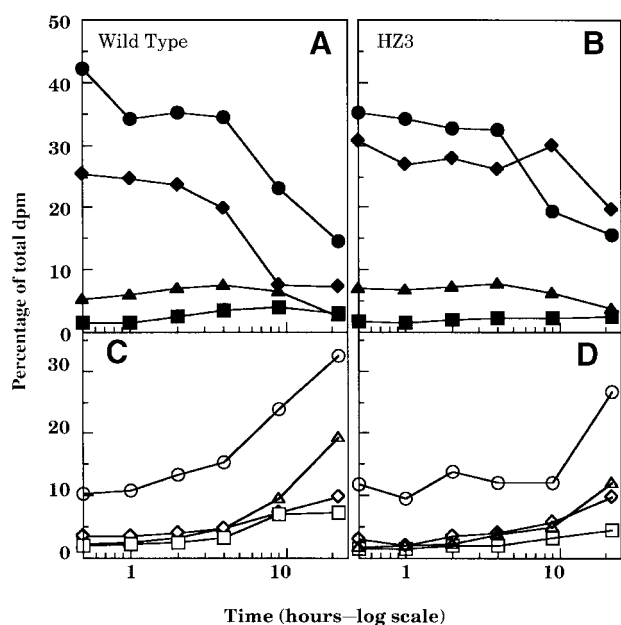 50
40
30
20
10
0
Wild Type
A
HZ3
B
Percentage of total dpm
30
20
10
0
C
D
1
10
1
10
Time (hours–log scale)